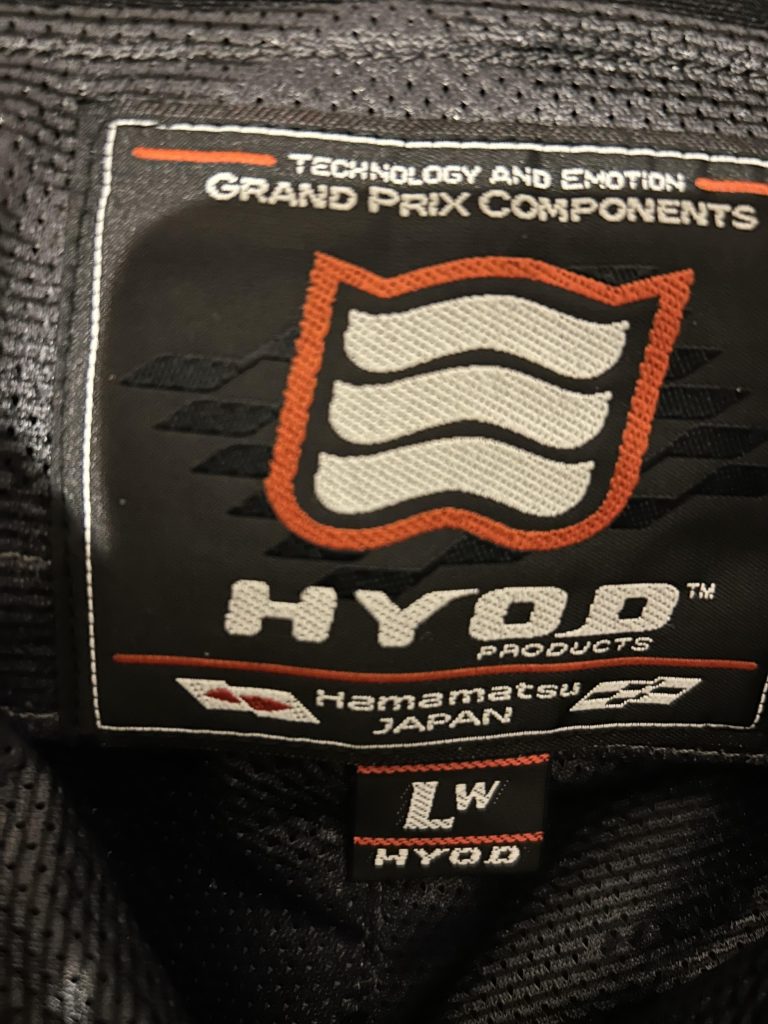 TECHNOLOGY AND EMOTION
GRAND PRIX COMPONENTS
HYOD™
PRODUCTS
Hamamatsu
JAPAN
LW
HYOD